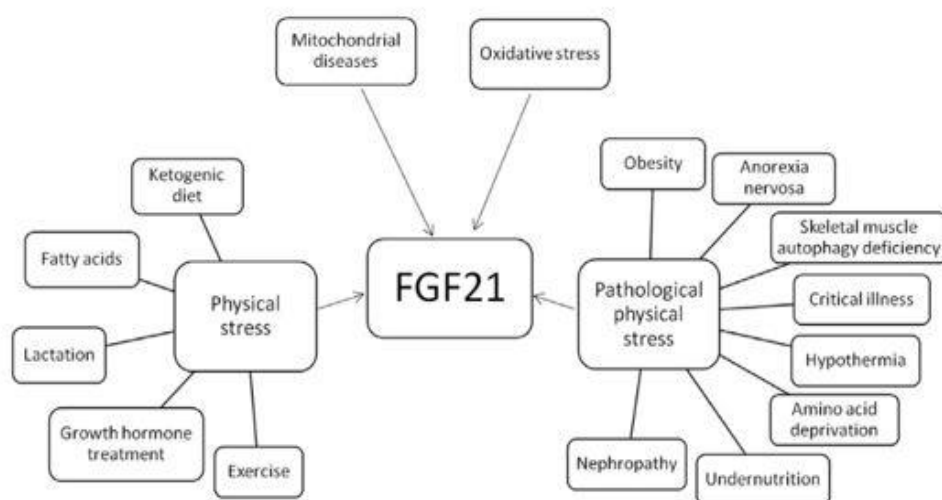 Mitochondrial
diseases
Oxidative stress
Ketogenic
diet
Obesity
Anorexia
nervosa
Fatty acids
Skeletal muscle
autophagy deficiency
Physical
stress
FGF21
Pathological
physical
stress
Critical illness
Lactation
Hypothermia
Growth hormone
treatment
Exercise
Amino acid
deprivation
Nephropathy
Undernutrition